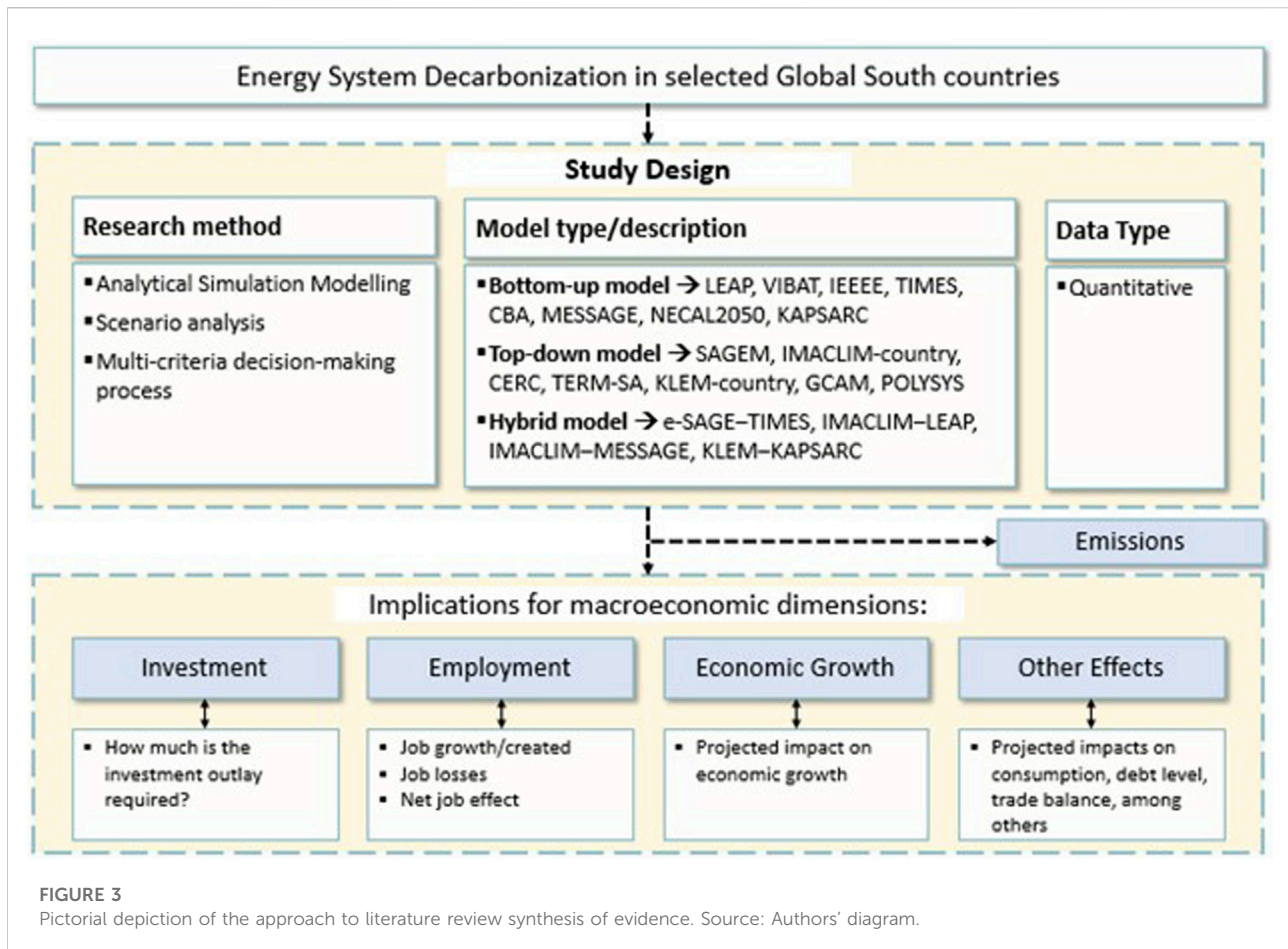 Energy System Decarbonization in selected Global South countries
Study Design
Research method
▪Analytical Simulation Modelling
▪Scenario analysis
▪Multi-criteria decision-making
process
Model type/description
▪Bottom-up model → LEAP, VIBAT, IEEEE, TIMES,
CBA, MESSAGE, NECAL2050, KAPSARC
▪Top-down model → SAGEM, IMACLIM-country,
CERC, TERM-SA, KLEM-country, GCAM, POLYSYS
▪Hybrid model → e-SAGE–TIMES, IMACLIM–LEAP,
IMACLIM–MESSAGE, KLEM–KAPSARC
Data Type
▪Quantitative
Emissions
Implications for macroeconomic dimensions:
Investment
▪ How much is the
investment outlay
required?
Employment
▪ Job growth/created
▪ Job losses
▪ Net job effect
Economic Growth
▪ Projected impact on
economic growth
Other Effects
▪ Projected impacts on
consumption, debt level,
trade balance, among
others
FIGURE 3
Pictorial depiction of the approach to literature review synthesis of evidence. Source: Authors’ diagram.